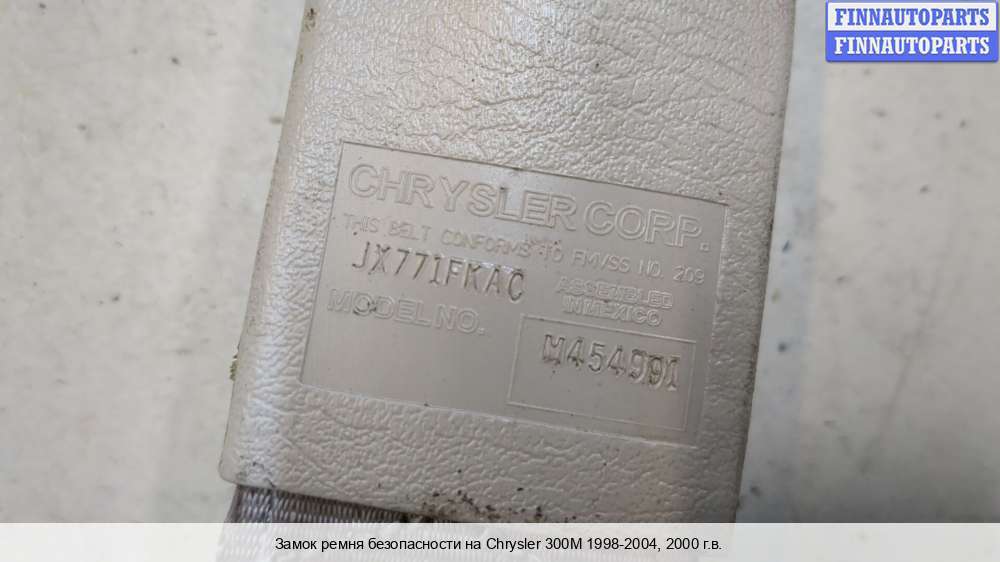 FINNAUTOPARTS
FINNAUTOPARTS
CHRYSLER CORP.
THIS BELT CONFORMS TO FMVSS NO. 209
JX771FKAC
ASSEMBLED
IN MEXICO
MODEL NO.
M454991
Замок ремня безопасности на Chrysler 300M 1998-2004, 2000 г.в.